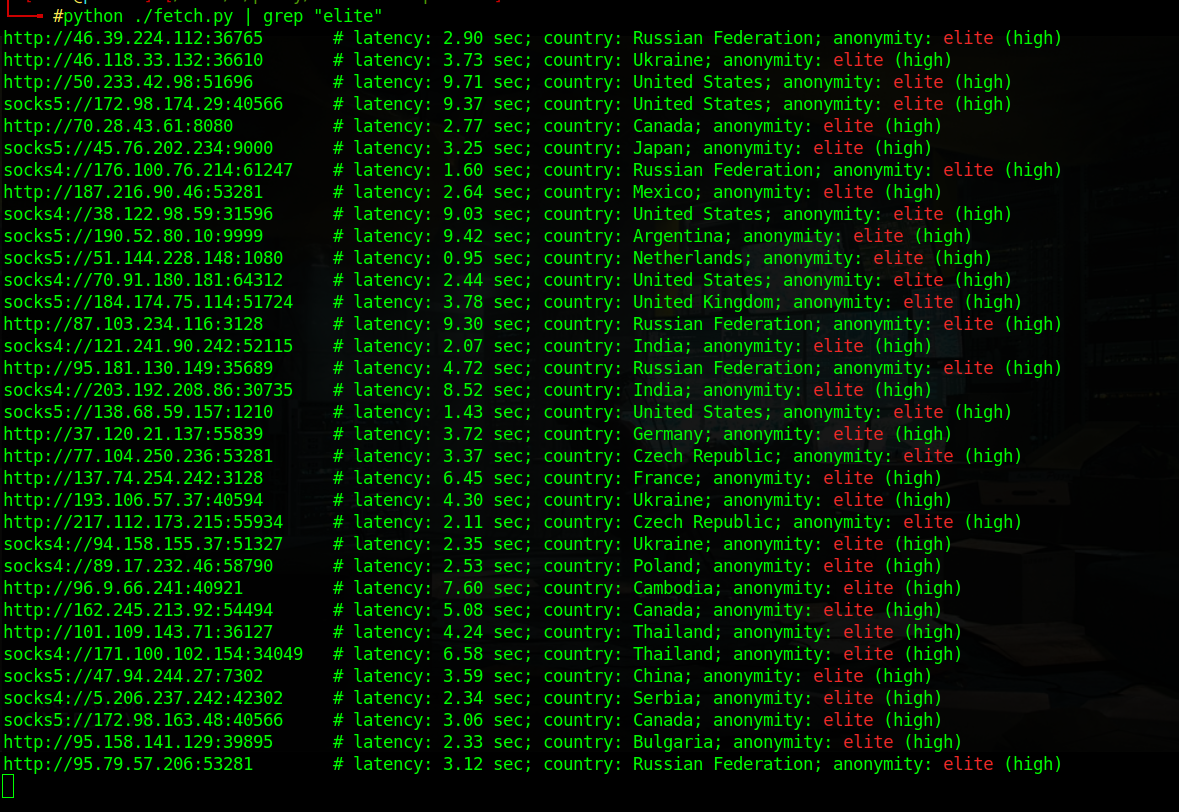 #python ./fetch.py | grep "elite"
http://46.39.224.112:36765 # latency: 2.90 sec; country: Russian Federation; anonymity: elite (high)
http://46.118.33.132:36610 # latency: 3.73 sec; country: Ukraine; anonymity: elite (high)
http://50.233.42.98:51696 # latency: 9.71 sec; country: United States; anonymity: elite (high)
socks5://172.98.174.29:40566 # latency: 9.37 sec; country: United States; anonymity: elite (high)
http://70.28.43.61:8080 # latency: 2.77 sec; country: Canada; anonymity: elite (high)
socks5://45.76.202.234:9000 # latency: 3.25 sec; country: Japan; anonymity: elite (high)
socks4://176.100.76.214:61247 # latency: 1.60 sec; country: Russian Federation; anonymity: elite (high)
http://187.216.90.46:53281 # latency: 2.64 sec; country: Mexico; anonymity: elite (high)
socks4://38.122.98.59:31596 # latency: 9.03 sec; country: United States; anonymity: elite (high)
socks5://190.52.80.10:9999 # latency: 9.42 sec; country: Argentina; anonymity: elite (high)
socks5://51.144.228.148:1080 # latency: 0.95 sec; country: Netherlands; anonymity: elite (high)
socks4://70.91.180.181:64312 # latency: 2.44 sec; country: United States; anonymity: elite (high)
socks5://184.174.75.114:51724 # latency: 3.78 sec; country: United Kingdom; anonymity: elite (high)
http://87.103.234.116:3128 # latency: 9.30 sec; country: Russian Federation; anonymity: elite (high)
socks4://121.241.90.242:52115 # latency: 2.07 sec; country: India; anonymity: elite (high)
http://95.181.130.149:35689 # latency: 4.72 sec; country: Russian Federation; anonymity: elite (high)
socks4://203.192.208.86:30735 # latency: 8.52 sec; country: India; anonymity: elite (high)
socks5://138.68.59.157:1210 # latency: 1.43 sec; country: United States; anonymity: elite (high)
http://37.120.21.137:55839 # latency: 3.72 sec; country: Germany; anonymity: elite (high)
http://77.104.250.236:53281 # latency: 3.37 sec; country: Czech Republic; anonymity: elite (high)
http://137.74.254.242:3128 # latency: 6.45 sec; country: France; anonymity: elite (high)
http://193.106.57.37:40594 # latency: 4.30 sec; country: Ukraine; anonymity: elite (high)
http://217.112.173.215:55934 # latency: 2.11 sec; country: Czech Republic; anonymity: elite (high)
socks4://94.158.155.37:51327 # latency: 2.35 sec; country: Ukraine; anonymity: elite (high)
socks4://89.17.232.46:58790 # latency: 2.53 sec; country: Poland; anonymity: elite (high)
http://96.9.66.241:40921 # latency: 7.60 sec; country: Cambodia; anonymity: elite (high)
http://162.245.213.92:54494 # latency: 5.08 sec; country: Canada; anonymity: elite (high)
http://101.109.143.71:36127 # latency: 4.24 sec; country: Thailand; anonymity: elite (high)
socks4://171.100.102.154:34049 # latency: 6.58 sec; country: Thailand; anonymity: elite (high)
socks5://47.94.244.27:7302 # latency: 3.59 sec; country: China; anonymity: elite (high)
socks4://5.206.237.242:42302 # latency: 2.34 sec; country: Serbia; anonymity: elite (high)
socks5://172.98.163.48:40566 # latency: 3.06 sec; country: Canada; anonymity: elite (high)
http://95.158.141.129:39895 # latency: 2.33 sec; country: Bulgaria; anonymity: elite (high)
http://95.79.57.206:53281 # latency: 3.12 sec; country: Russian Federation; anonymity: elite (high)